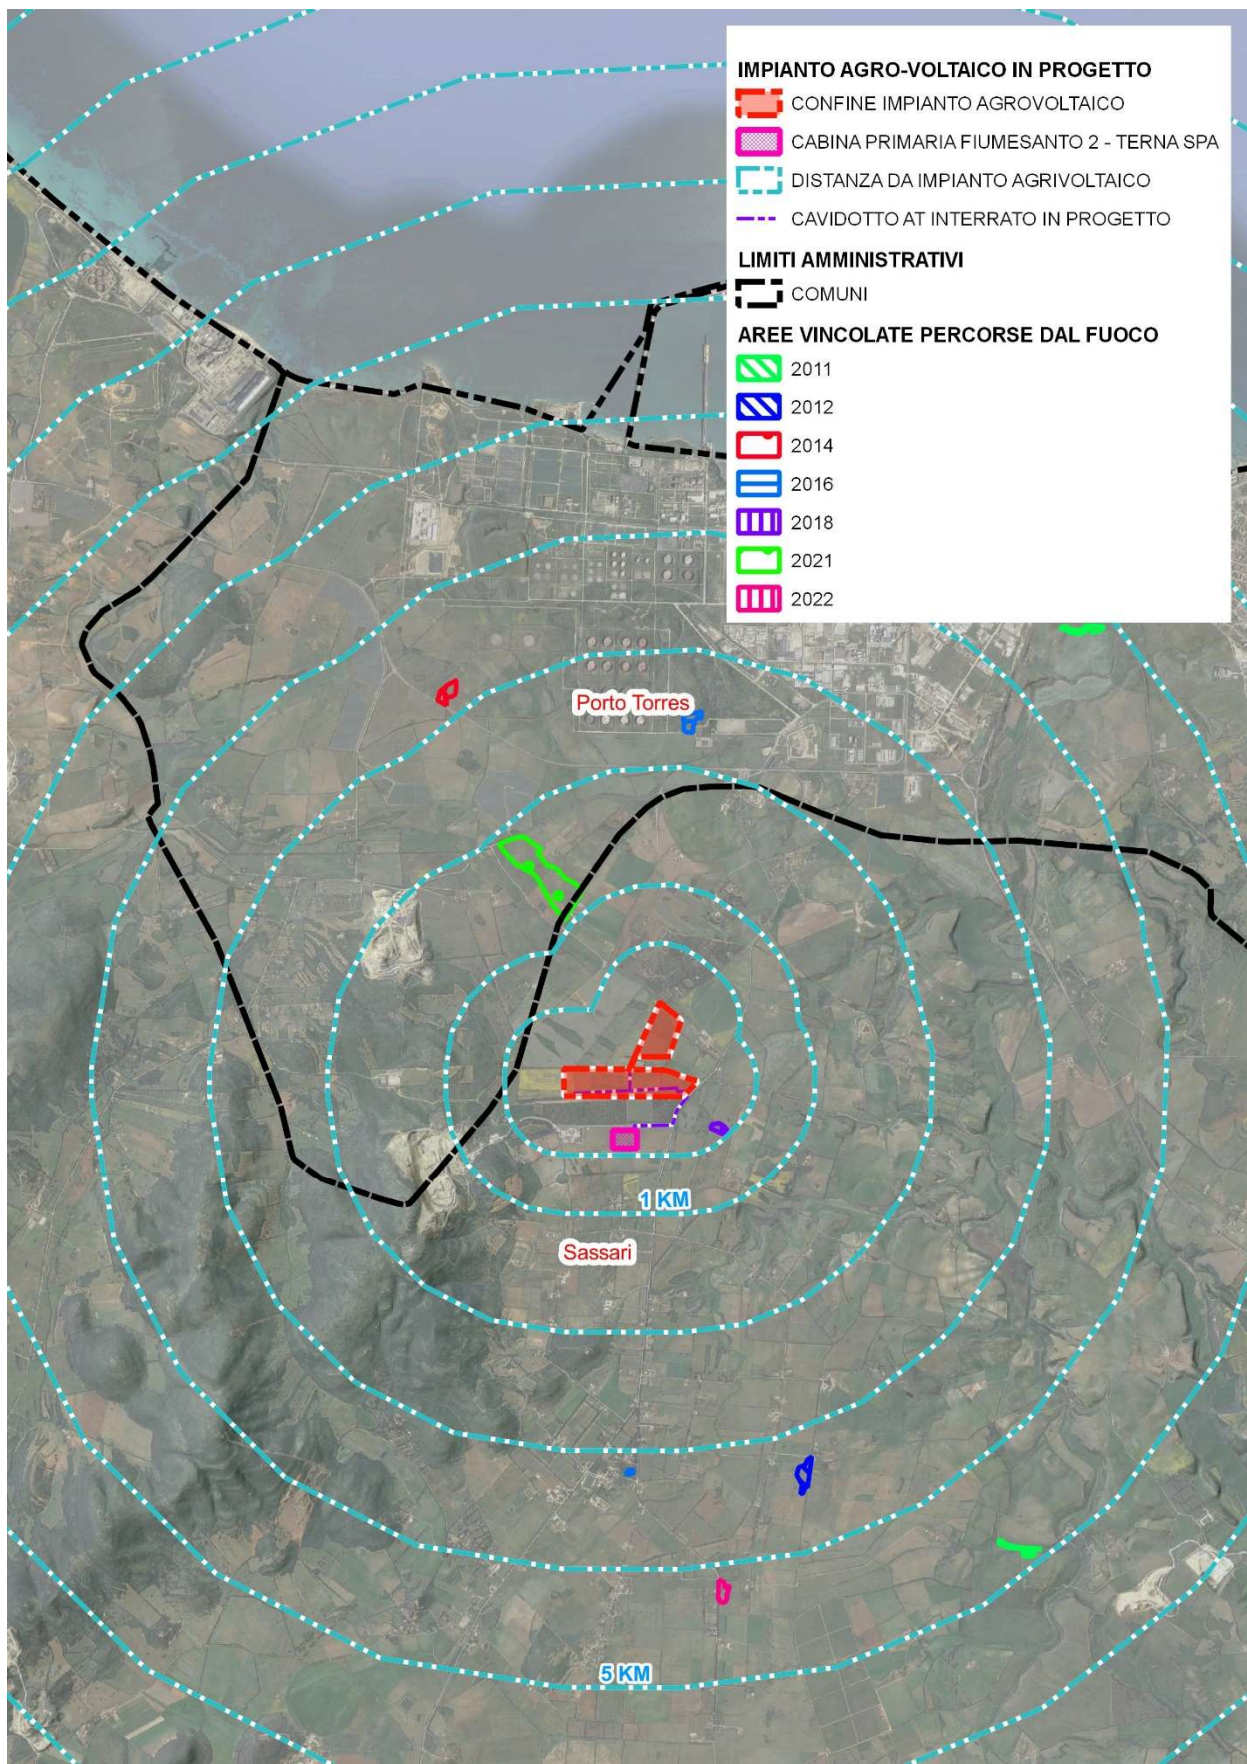 IMPIANTO AGRO-VOLTAICO IN PROGETTO
CONFINE IMPIANTO AGROVOLTAICO
CABINA PRIMARIA FIUMESANTO 2 - TERNA SPA
DISTANZA DA IMPIANTO AGRIVOLTAICO
CAVIDOTTO AT INTERRATO IN PROGETTO
LIMITI AMMINISTRATIVI
COMUNI
AREE VINCOLATE PERCORSE DAL FUOCO
2011
2012
2014
2016
2018
2021
2022
Porto Torres
1 KM
Sassari
5 KM